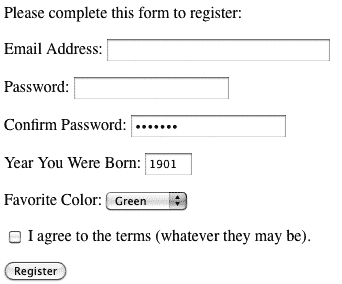 Please complete this form to register:
Email Address:
Password:
Confirm Password: •••••••
Year You Were Born: 1901
Favorite Color: Green
I agree to the terms (whatever they may be).
Register